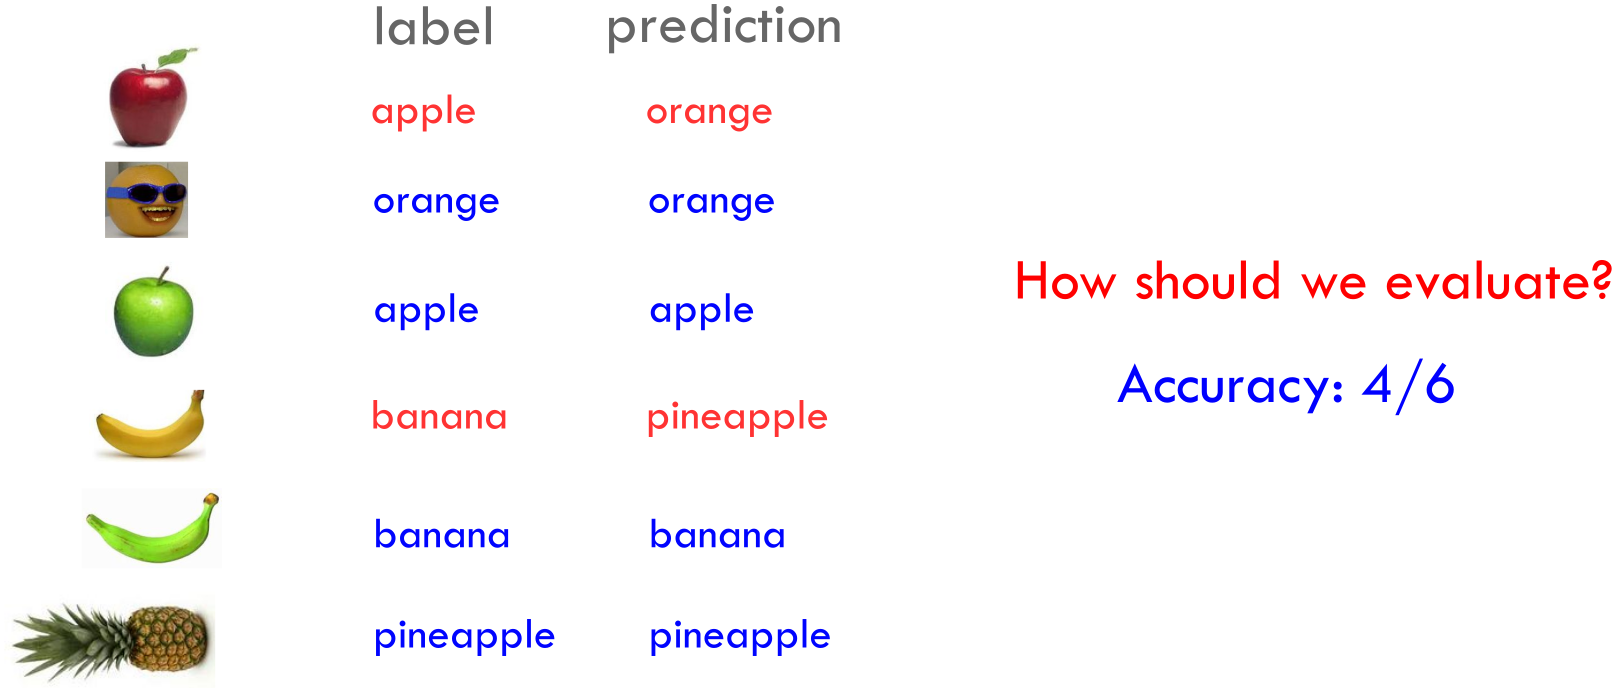 label prediction
apple orange
orange orange
apple apple
banana pineapple
banana banana
pineapple pineapple
How should we evaluate?
Accuracy: 4/6